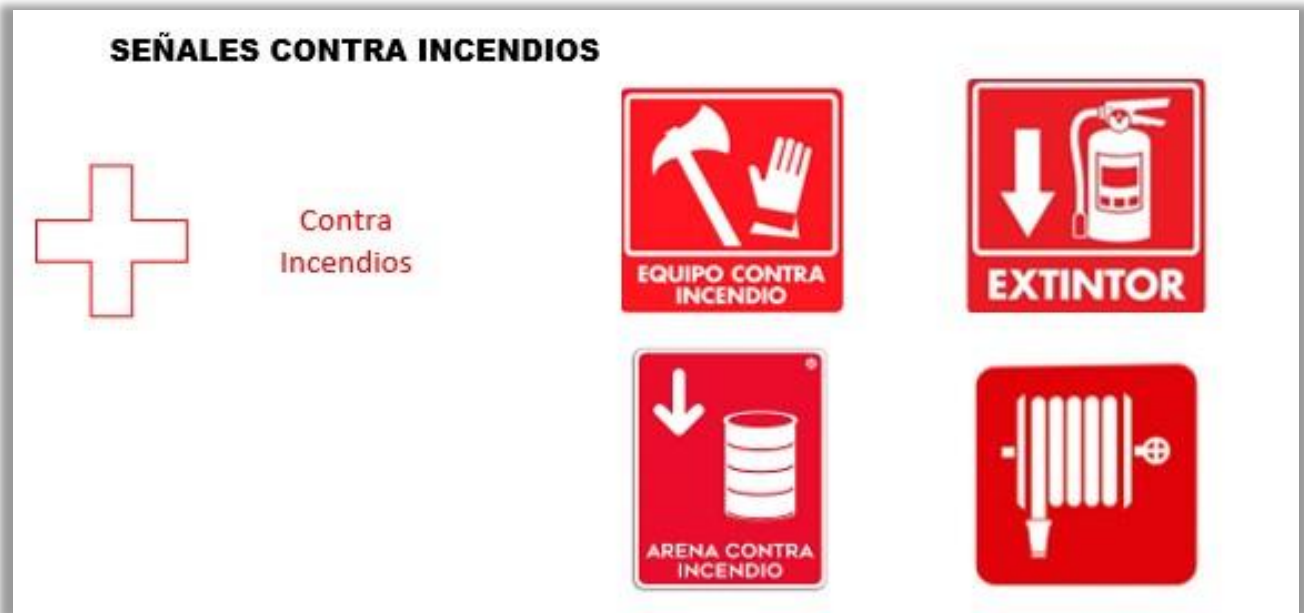 SEÑALES CONTRA INCENDIOS
Contra
Incendios
EQUIPO CONTRA
INCENDIO
EXTINTOR
ARENA CONTRA
INCENDIO